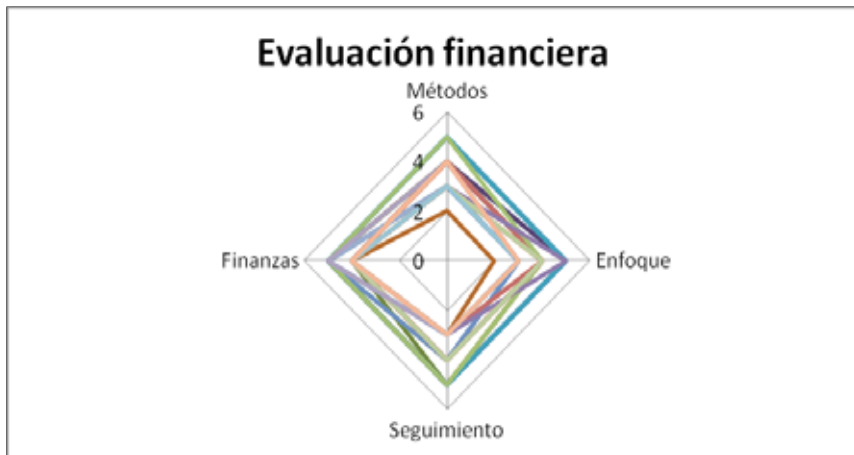 Evaluación financiera
Métodos
6
4
2
0
Finanzas
Enfoque
Seguimiento